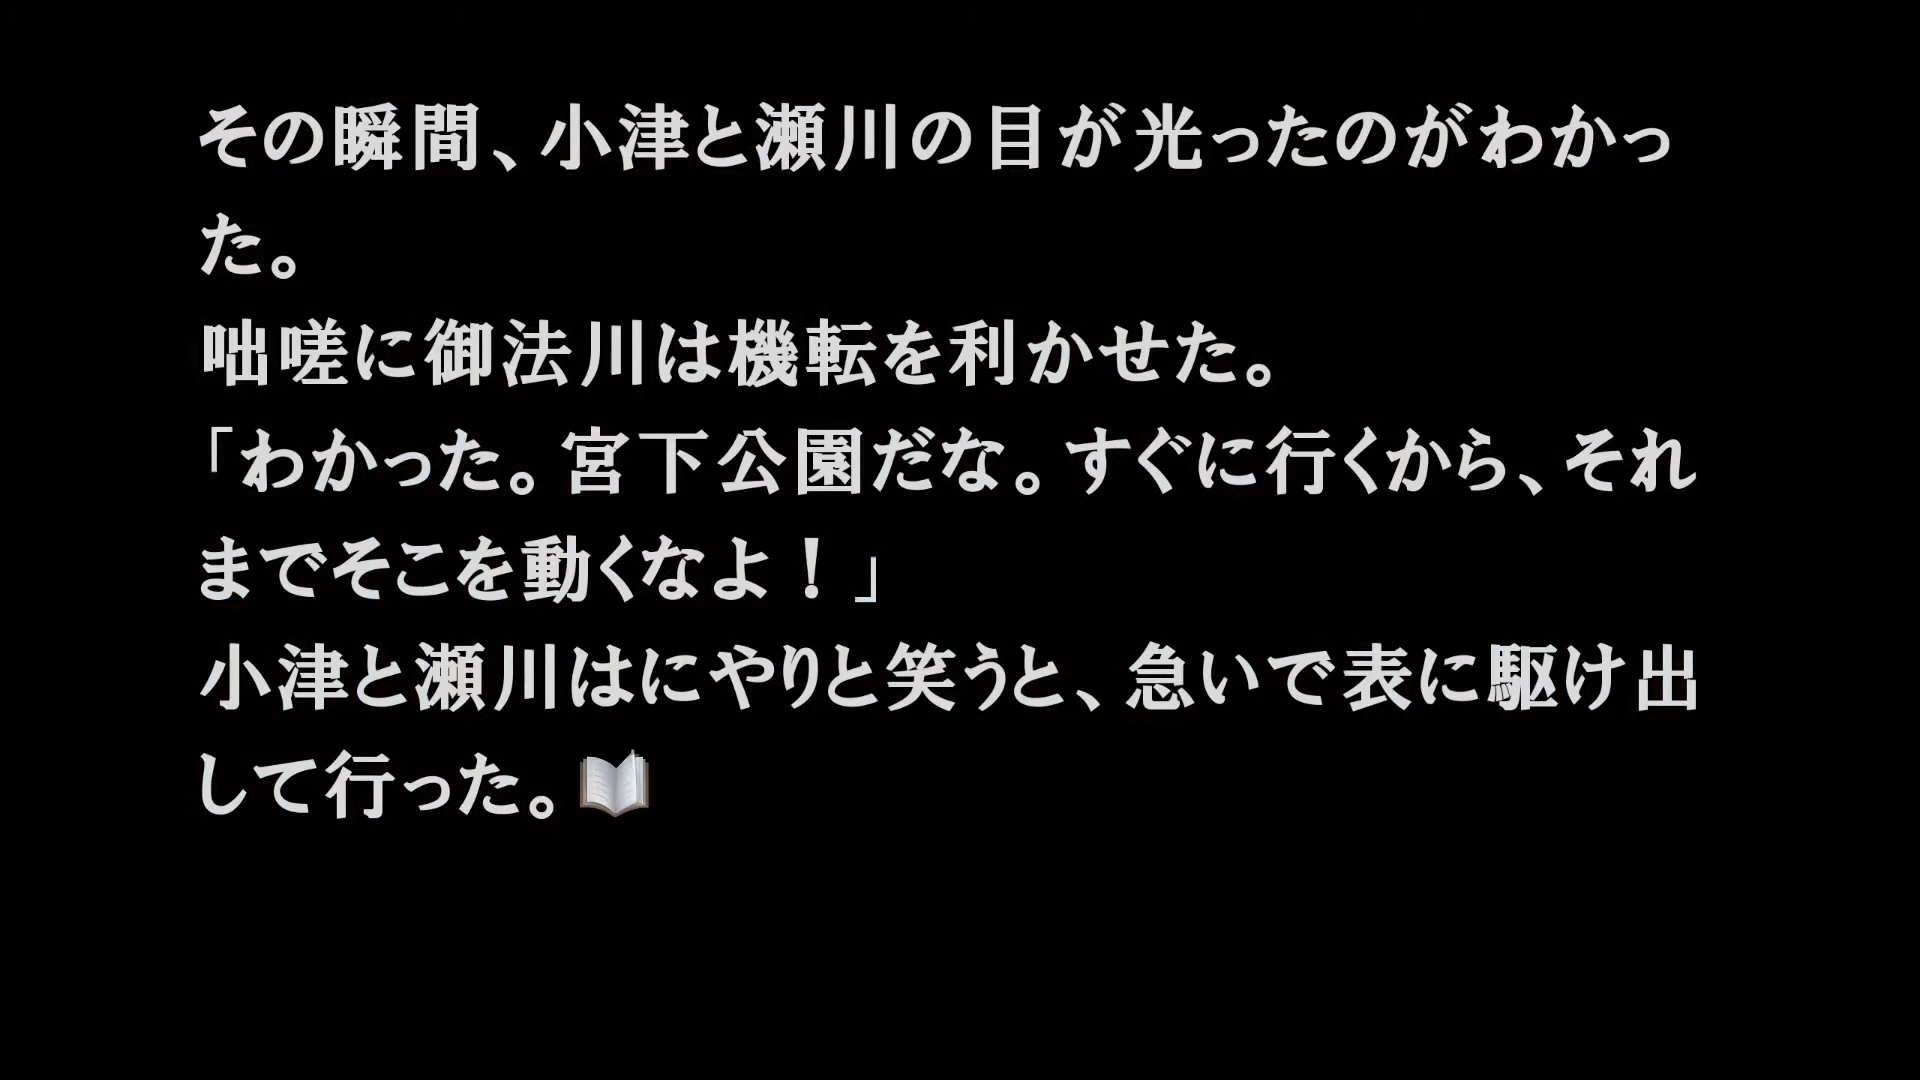 その瞬間、小津と瀬川の目が光ったのがわかっ
た。
咄嗟に御法川は機転を利かせた。
「わかった。宮下公園だな。すぐに行くから、それ
までそこを動くなよ！」
小津と瀬川はにやりと笑うと、急いで表に駆け出
して行った。